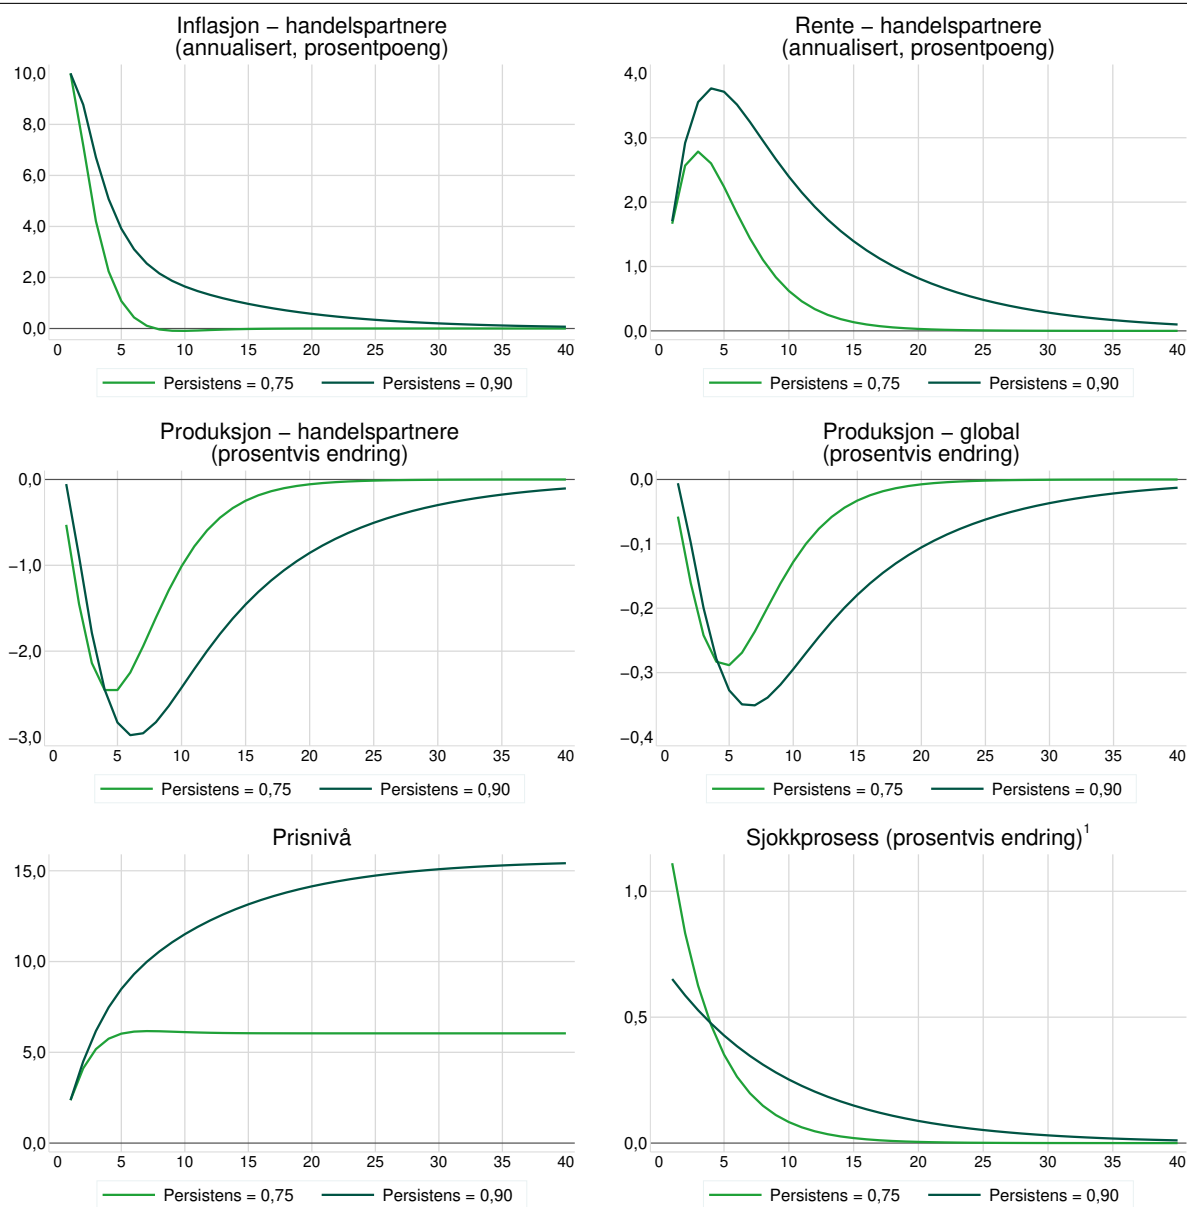 Inflasjon – handelspartnere
(annualisert, prosentpoeng)
10,0
8,0
6,0
4,0
2,0
0,0
0 5 10 15 20 25 30 35 40
Persistens = 0,75 Persistens = 0,90
Rente – handelspartnere
(annualisert, prosentpoeng)
4,0
3,0
2,0
1,0
0,0
0 5 10 15 20 25 30 35 40
Persistens = 0,75 Persistens = 0,90
Produksjon – handelspartnere
(prosentvis endring)
0,0
−1,0
−2,0
−3,0
0 5 10 15 20 25 30 35 40
Persistens = 0,75 Persistens = 0,90
Produksjon – global
(prosentvis endring)
0,0
−0,1
−0,2
−0,3
−0,4
0 5 10 15 20 25 30 35 40
Persistens = 0,75 Persistens = 0,90
Prisnivå
15,0
10,0
5,0
0,0
0 5 10 15 20 25 30 35 40
Persistens = 0,75 Persistens = 0,90
Sjokkprosess (prosentvis endring)¹
1,0
0,5
0,0
0 5 10 15 20 25 30 35 40
Persistens = 0,75 Persistens = 0,90